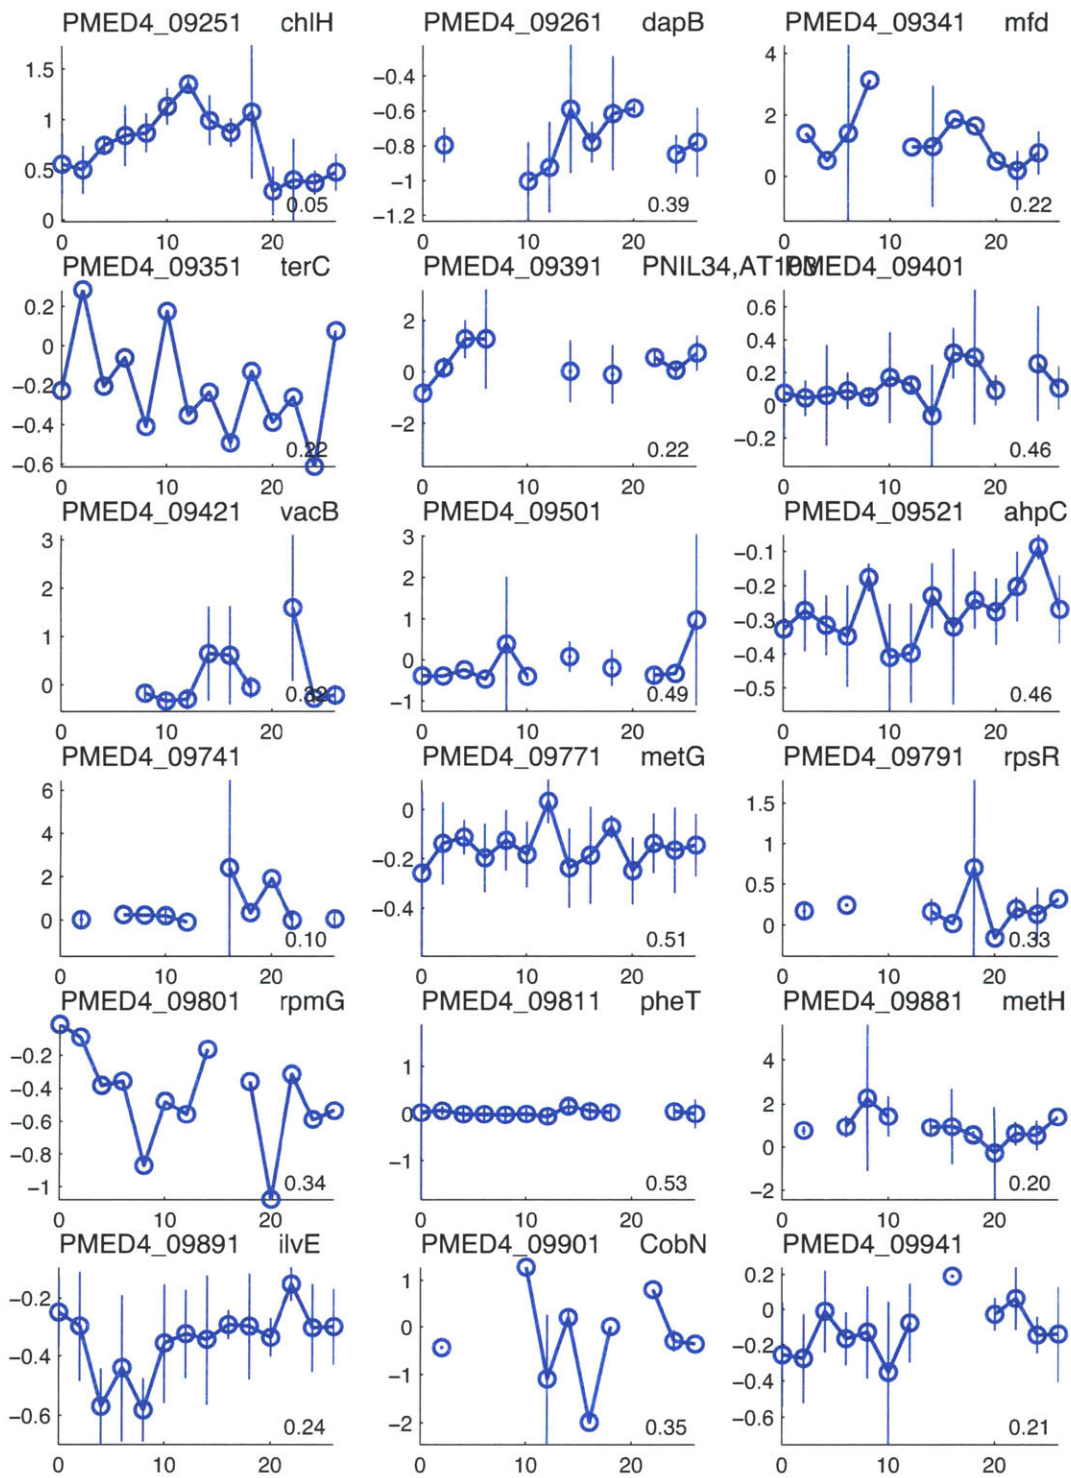 PMED4_09251 chlH PMED4_09261 dapB PMED4_09341 mfd
1.5 1 0.5 0 0.05 0 10 20
−0.4 −0.6 −0.8 −1 −1.2 0.39 0 10 20
4 2 0 0.22 0 10 20
PMED4_09351 terC PMED4_09391 PNIL34,AT103 PMED4_09401
0.2 0 −0.2 −0.4 −0.6 0.22 0 10 20
2 0 −2 0.22 0 10 20
0.6 0.4 0.2 0 −0.2 0.46 0 10 20
PMED4_09421 vacB PMED4_09501 PMED4_09521 ahpC
3 2 1 0 0.32 0 10 20
3 2 1 0 −1 0.49 0 10 20
−0.1 −0.2 −0.3 −0.4 −0.5 0.46 0 10 20
PMED4_09741 PMED4_09771 metG PMED4_09791 rpsR
6 4 2 0 0.10 0 10 20
0 −0.2 −0.4 0.51 0 10 20
1.5 1 0.5 0 0.33 0 10 20
PMED4_09801 rpmG PMED4_09811 pheT PMED4_09881 metH
−0.2 −0.4 −0.6 −0.8 −1 0.34 0 10 20
1 0 −1 0.53 0 10 20
4 2 0 −2 0.20 0 10 20
PMED4_09891 ilvE PMED4_09901 CobN PMED4_09941
−0.2 −0.4 −0.6 0.24 0 10 20
1 0 −1 −2 0.35 0 10 20
0.2 0 −0.2 −0.4 −0.6 0.21 0 10 20